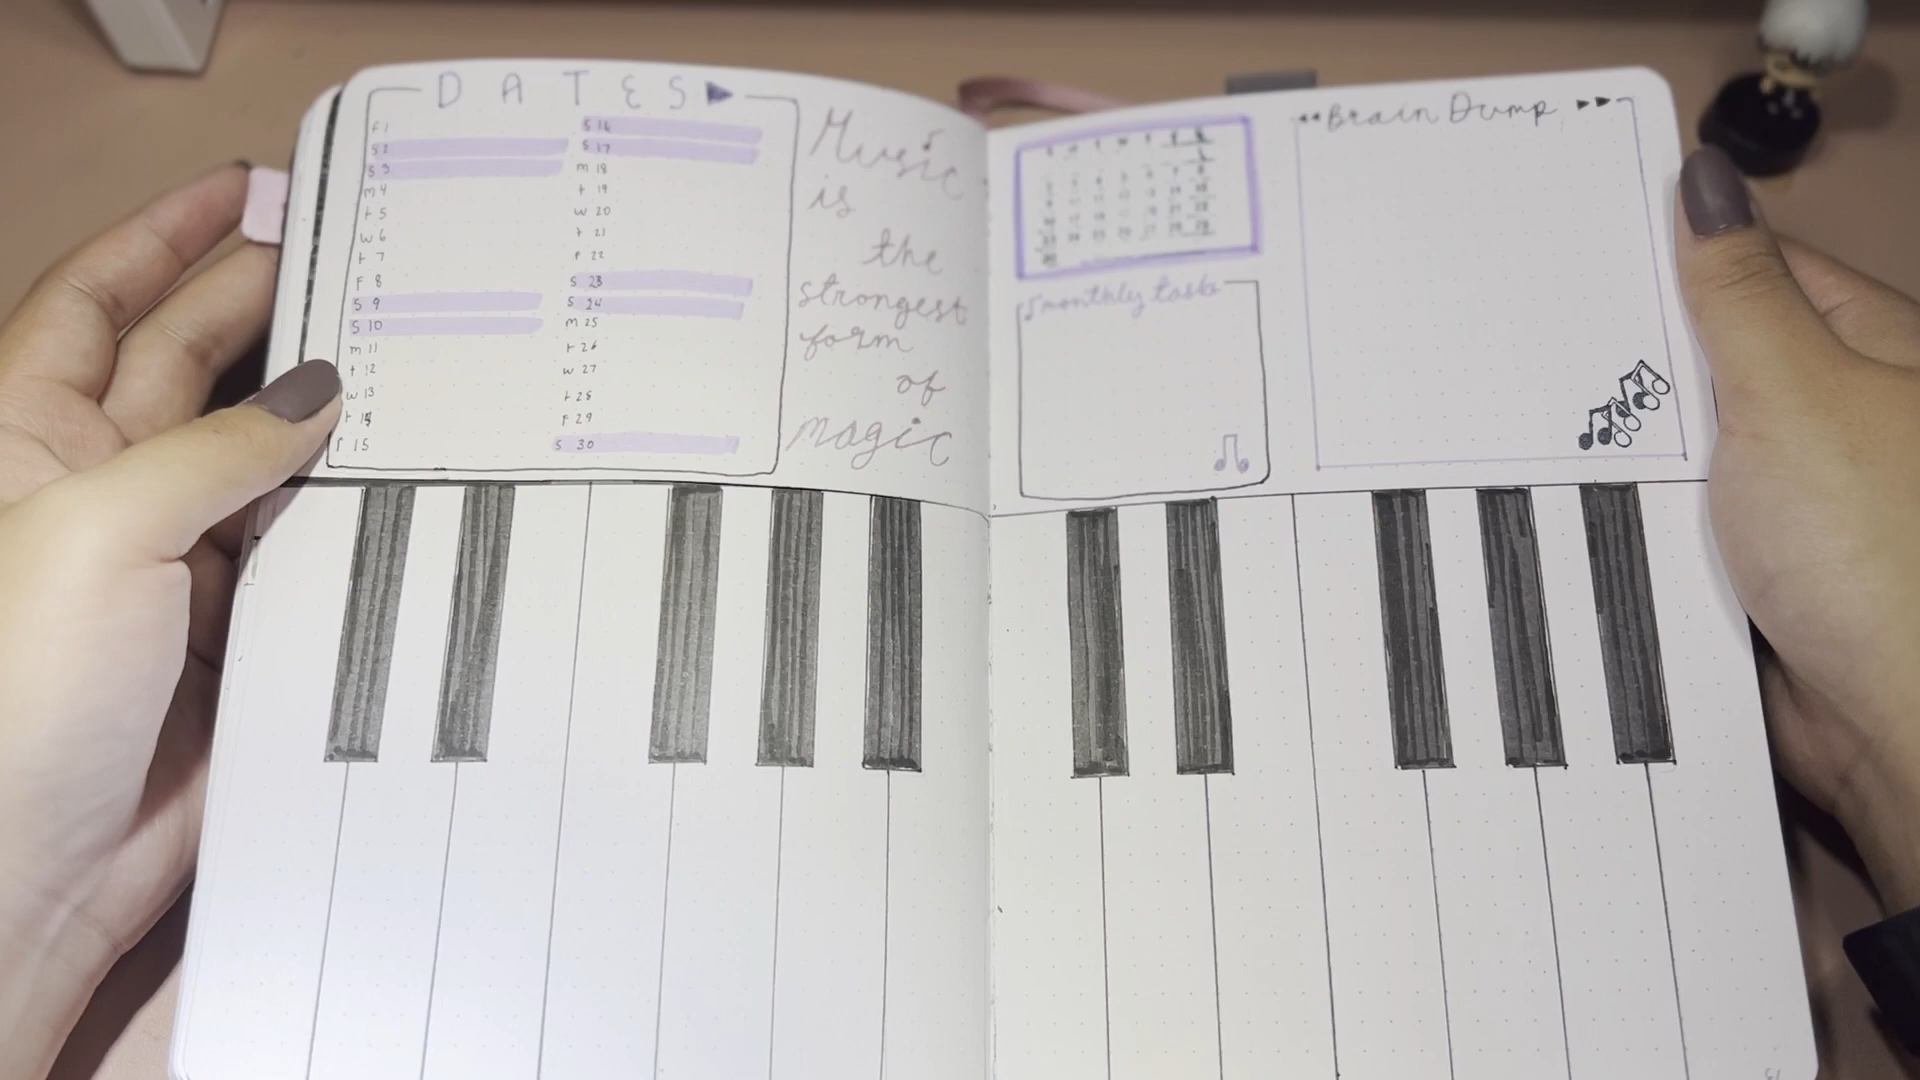 DATES
F 1
S 2
S 3
m 4
t 5
w 6
t 7
F 8
S 9
S 10
m 11
t 12
w 13
t 14
F 15
S 16
S 17
m 18
t 19
w 20
t 21
F 22
S 23
S 24
m 25
t 26
w 27
t 28
F 29
S 30
Music
is
the
strongest
form
of
magic
monthly tasks
Brain Dump